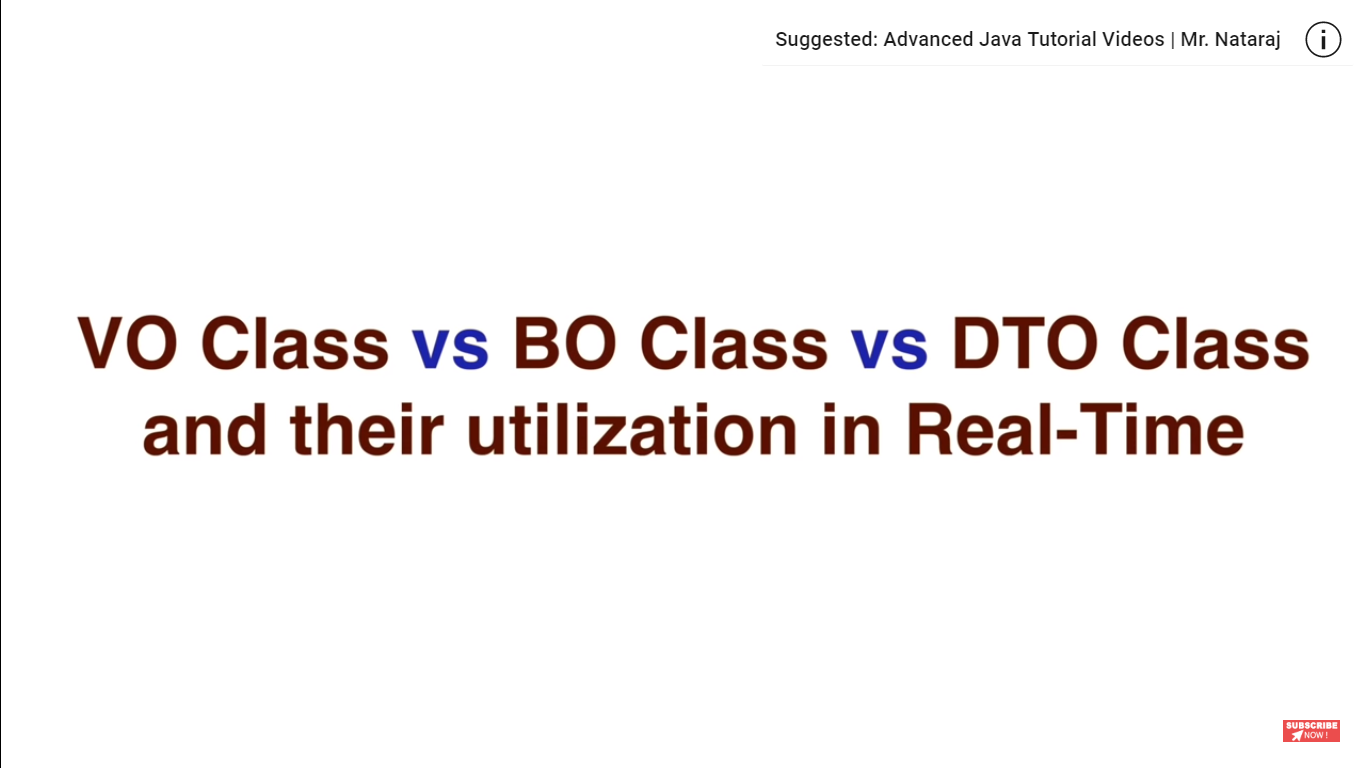 Suggested: Advanced Java Tutorial Videos | Mr. Nataraj
VO Class vs BO Class vs DTO Class
and their utilization in Real-Time
SUBSCRIBE
NOW !